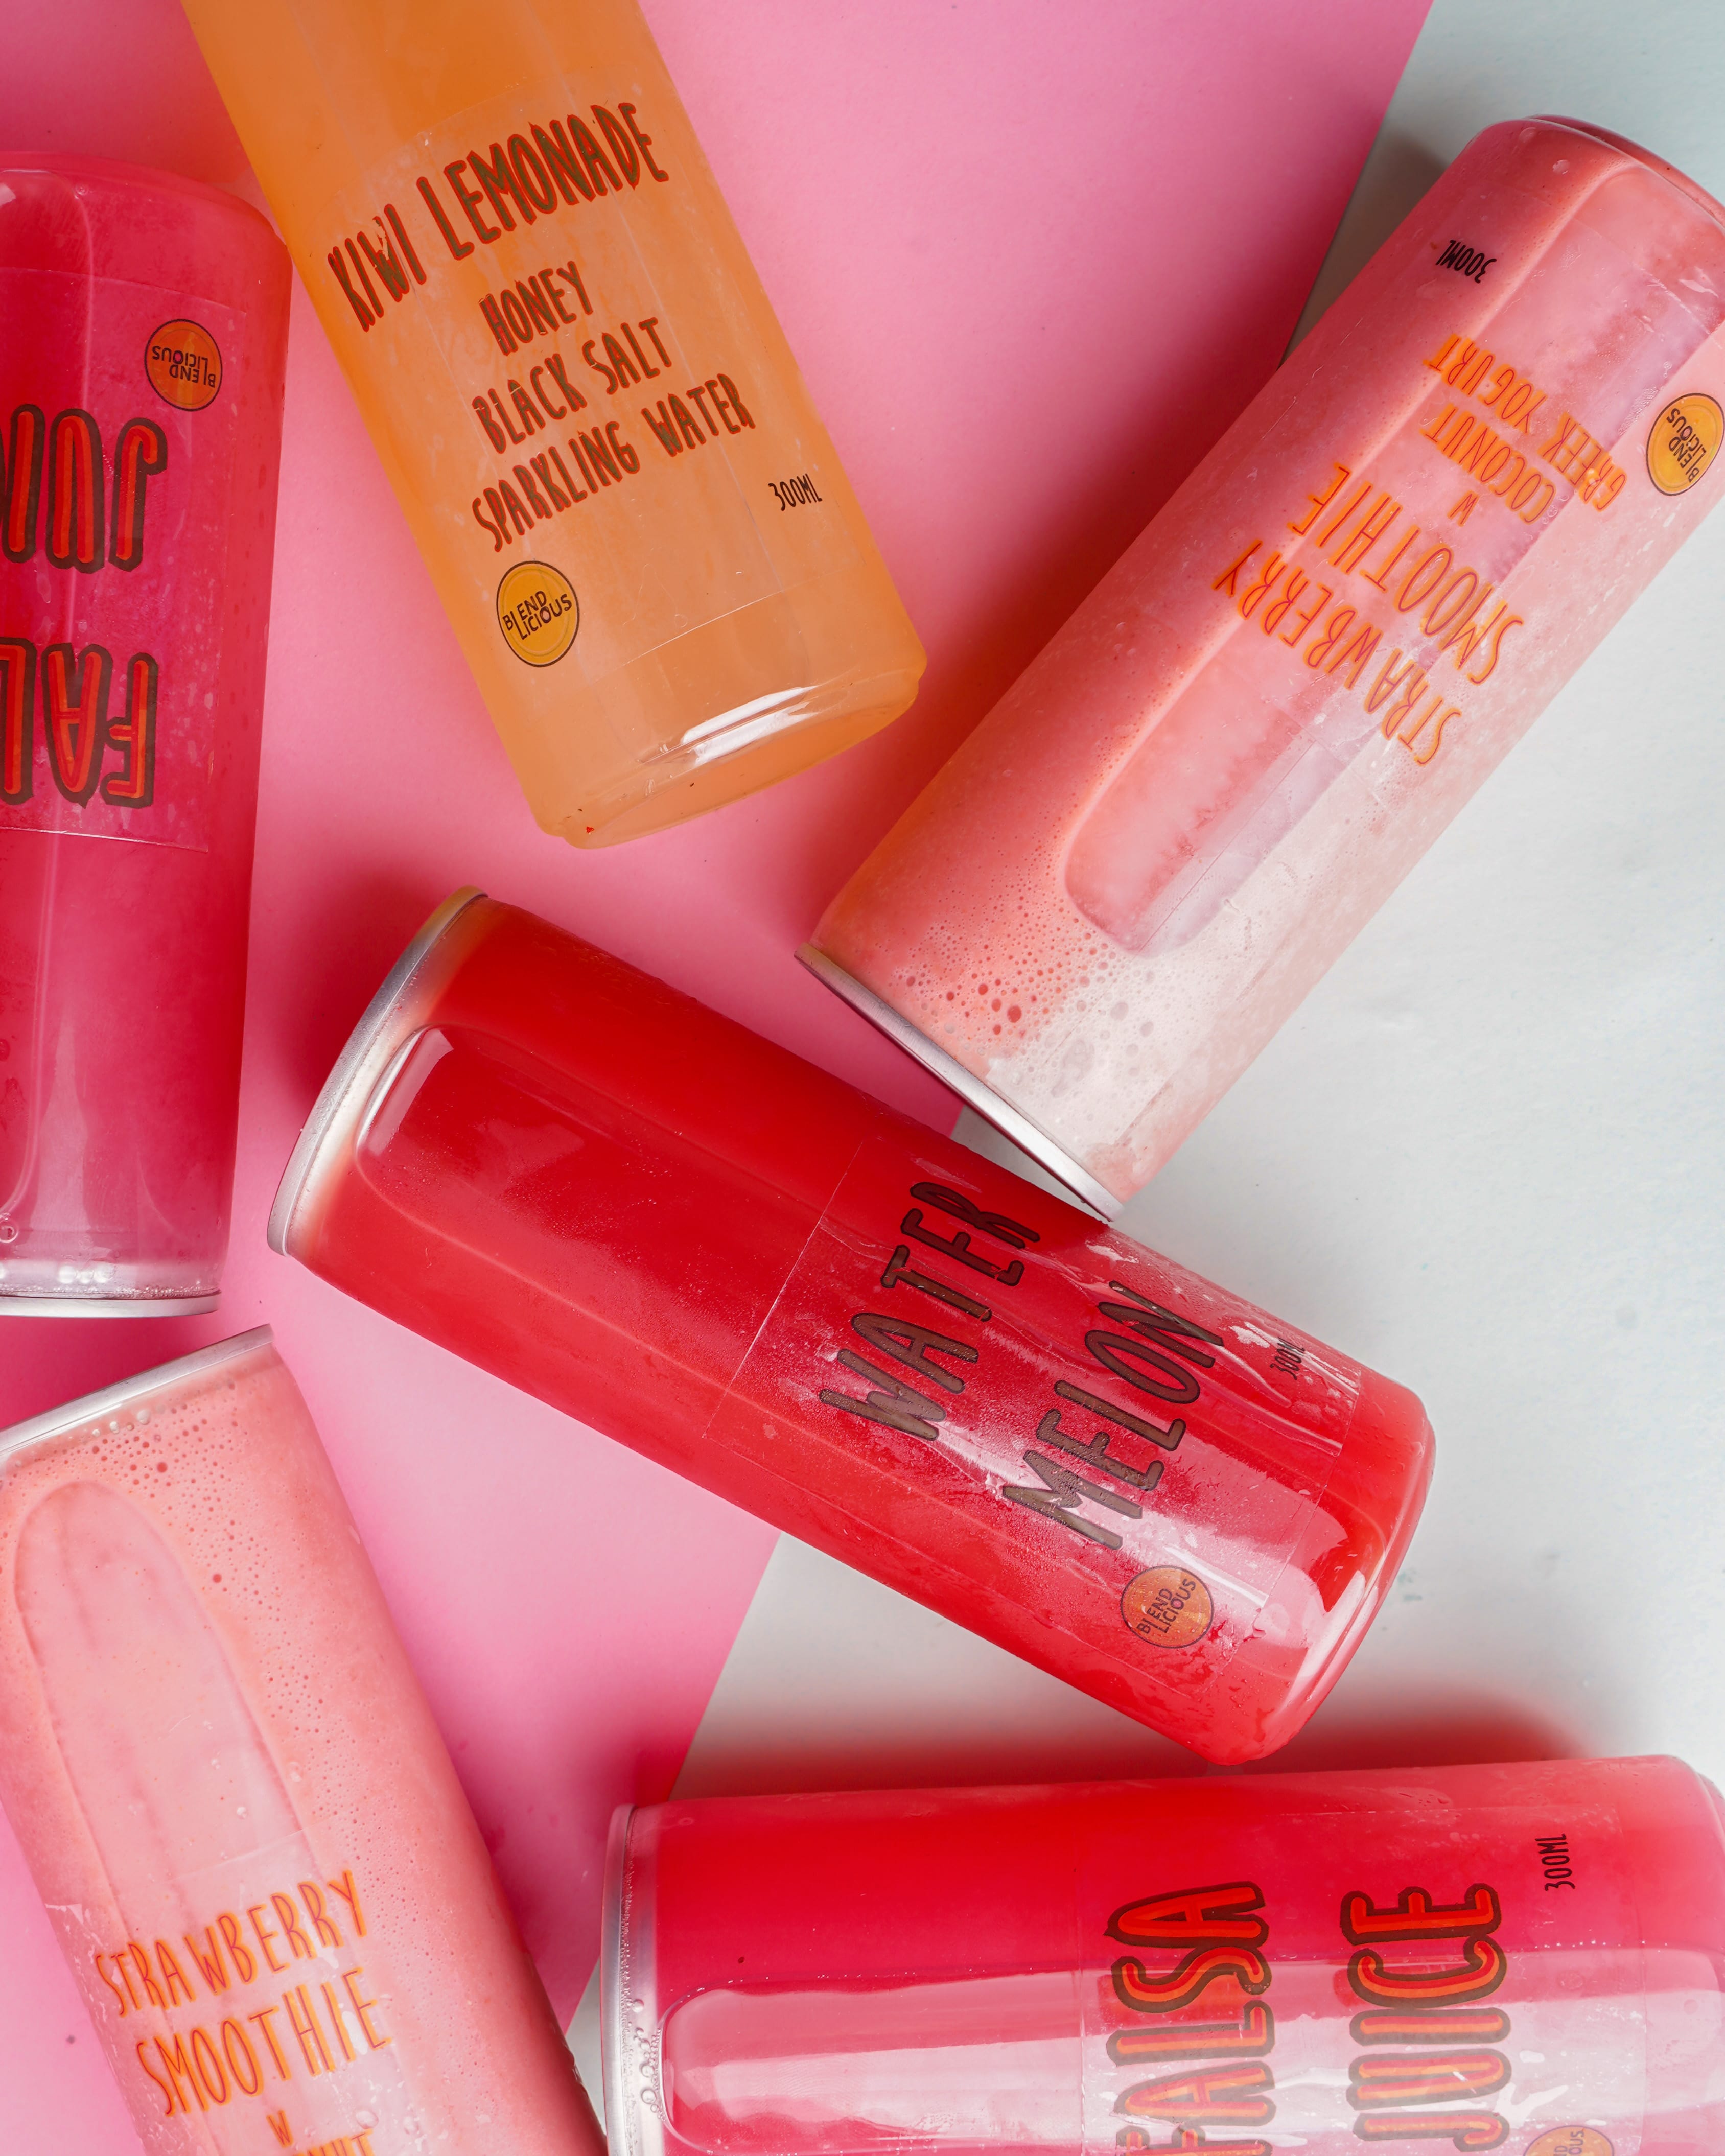 KIWI LEMONADE
HONEY
BLACK SALT
SPARKLING WATER
300ML
BLEND
LICIOUS
BLEND
LICIOUS
FAL
JU
STRAWBERRY
SMOOTHIE
W
COCONUT
GREEK YOGURT
300ML
BLEND
LICIOUS
WATER
MELON
300ML
BLEND
LICIOUS
STRAWBERRY
SMOOTHIE
W
FALSA
JUICE
300ML